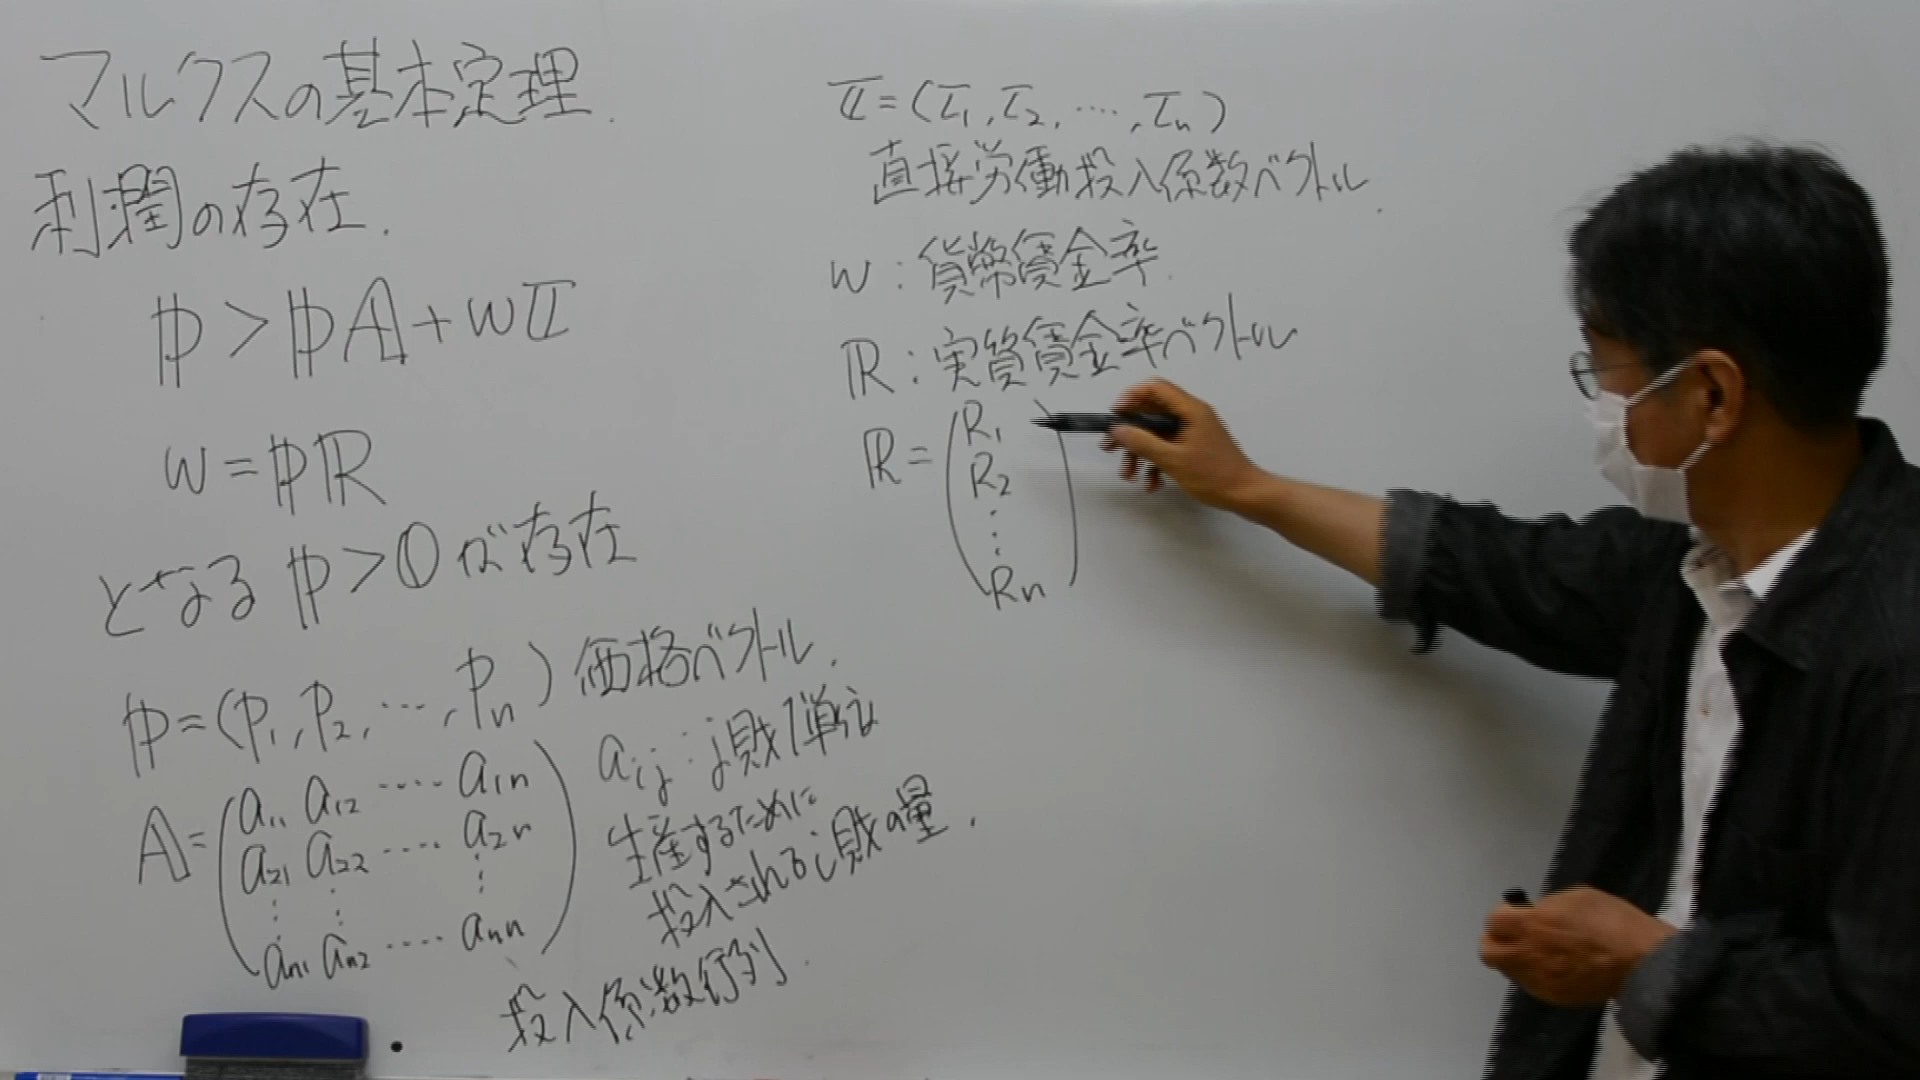 マルクスの基本定理.
利潤の存在.
ℙ > ℙ𝔸 + wτ
w = ℙℝ
となる ℙ > 𝟘 が存在
ℙ = (P₁, P₂, ‥‥, Pₙ) 価格ベクトル.
𝔸 = ( a₁₁ a₁₂ ‥‥ a₁ₙ
a₂₁ a₂₂ ‥‥ a₂ₙ
⋮ ⋮ ⋮
aₙ₁ aₙ₂ ‥‥ aₙₙ )
aᵢⱼ : j財1単位
生産するために
投入されるi財の量.
投入係数行列.
τ = (τ₁, τ₂, ‥‥, τₙ)
直接労働投入係数ベクトル.
w : 貨幣賃金率.
ℝ : 実質賃金率ベクトル
ℝ = ( R₁
R₂
⋮
Rₙ )